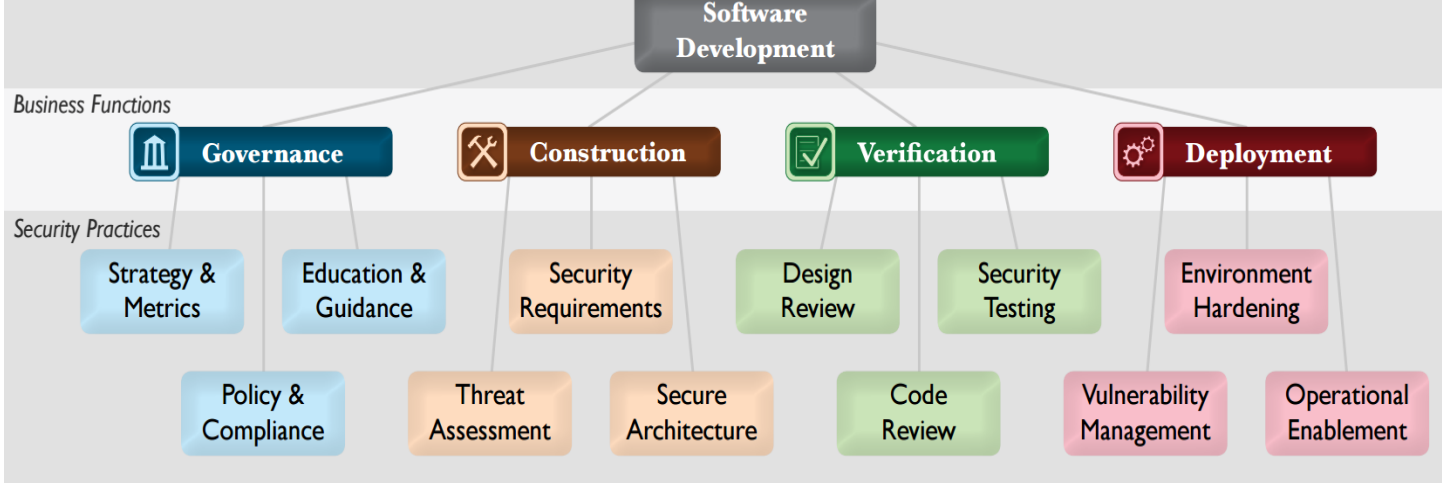 Software
Development
Business Functions
Governance
Construction
Verification
Deployment
Security Practices
Strategy &
Metrics
Education &
Guidance
Security
Requirements
Design
Review
Security
Testing
Environment
Hardening
Policy &
Compliance
Threat
Assessment
Secure
Architecture
Code
Review
Vulnerability
Management
Operational
Enablement